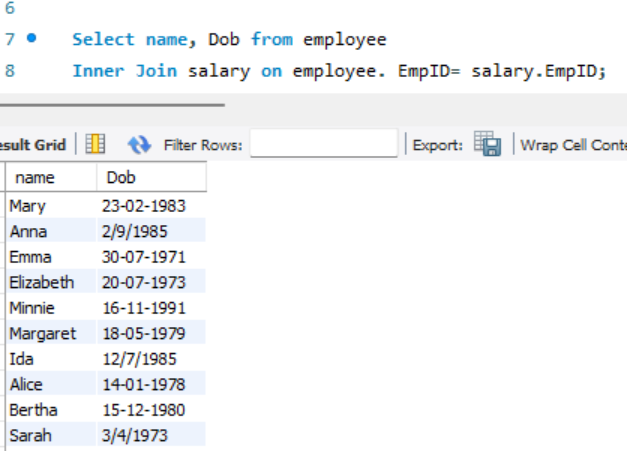 6
7 Select name, Dob from employee
8 Inner Join salary on employee. EmpID= salary.EmpID;
esult Grid Filter Rows: Export: Wrap Cell Conte
name Dob
Mary 23-02-1983
Anna 2/9/1985
Emma 30-07-1971
Elizabeth 20-07-1973
Minnie 16-11-1991
Margaret 18-05-1979
Ida 12/7/1985
Alice 14-01-1978
Bertha 15-12-1980
Sarah 3/4/1973